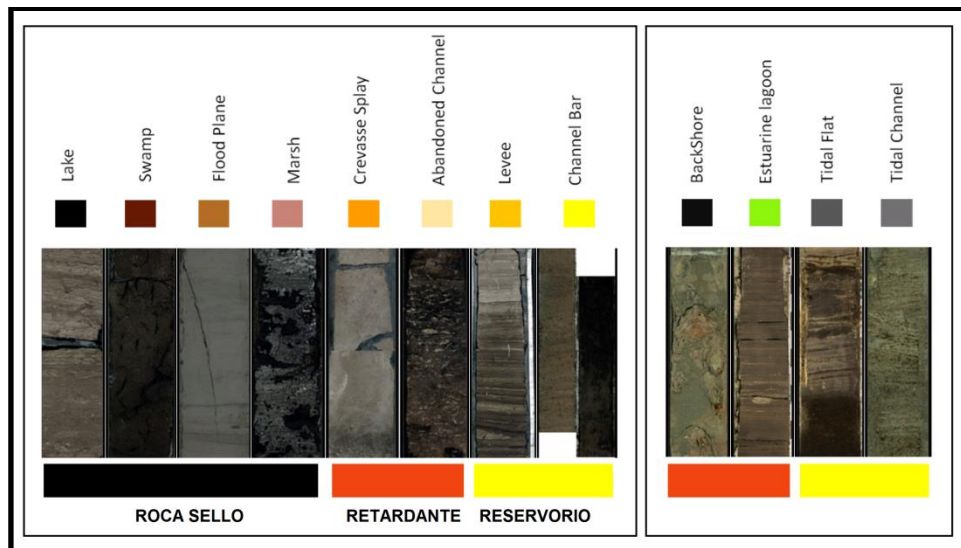 Lake
Swamp
Flood Plane
Marsh
Crevasse Splay
Abandoned Channel
Levee
Channel Bar
BackShore
Estuarine lagoon
Tidal Flat
Tidal Channel
ROCA SELLO
RETARDANTE
RESERVORIO